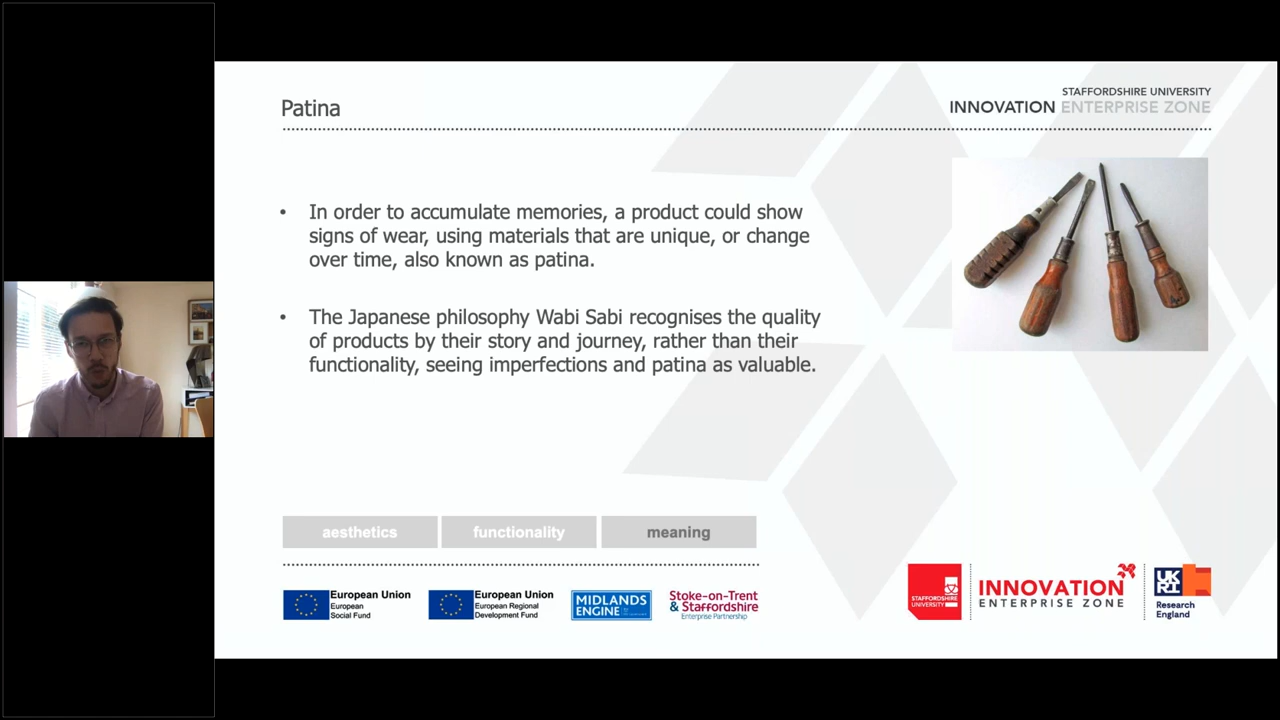 STAFFORDSHIRE UNIVERSITY
INNOVATION ENTERPRISE ZONE
Patina
• In order to accumulate memories, a product could show
signs of wear, using materials that are unique, or change
over time, also known as patina.
• The Japanese philosophy Wabi Sabi recognises the quality
of products by their story and journey, rather than their
functionality, seeing imperfections and patina as valuable.
aesthetics
functionality
meaning
European Union
European
Social Fund
European Union
European Regional
Development Fund
MIDLANDS
ENGINE
Stoke-on-Trent
& Staffordshire
Enterprise Partnership
STAFFORDSHIRE
UNIVERSITY
INNOVATION
ENTERPRISE ZONE
UK
RI
Research
England